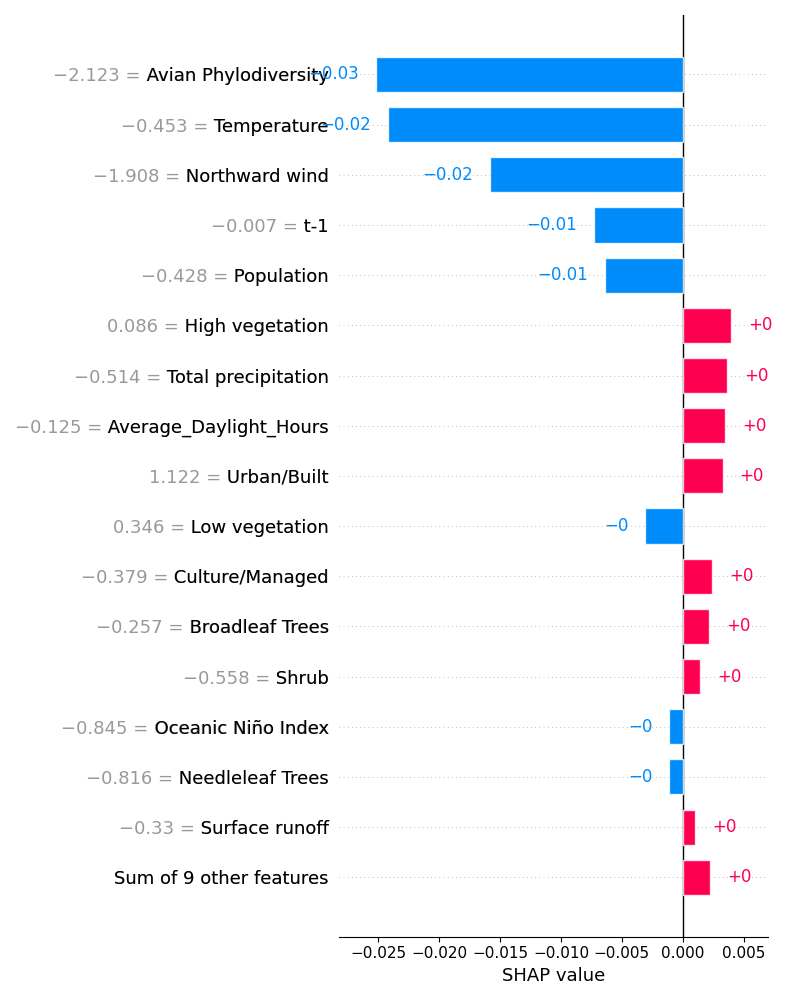 −2.123 = Avian Phylodiversity −0.03
−0.453 = Temperature −0.02
−1.908 = Northward wind −0.02
−0.007 = t-1 −0.01
−0.428 = Population −0.01
0.086 = High vegetation +0
−0.514 = Total precipitation +0
−0.125 = Average_Daylight_Hours +0
1.122 = Urban/Built +0
0.346 = Low vegetation −0
−0.379 = Culture/Managed +0
−0.257 = Broadleaf Trees +0
−0.558 = Shrub +0
−0.845 = Oceanic Niño Index −0
−0.816 = Needleleaf Trees −0
−0.33 = Surface runoff +0
Sum of 9 other features +0
−0.025 −0.020 −0.015 −0.010 −0.005 0.000 0.005
SHAP value